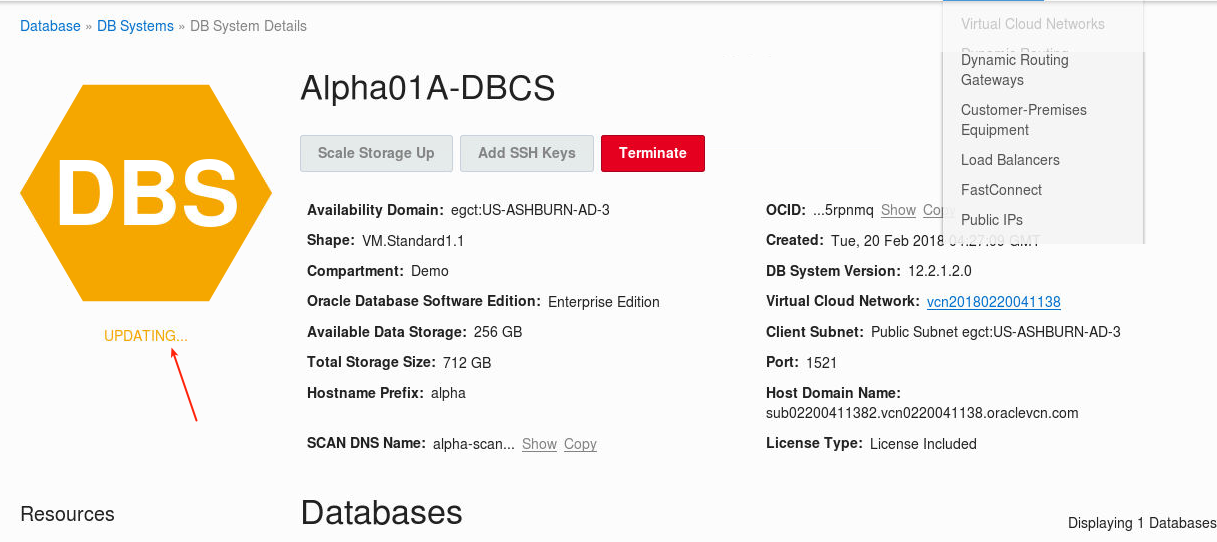 Database » DB Systems » DB System Details
Virtual Cloud Networks
Dynamic Routing
Dynamic Routing
Gateways
Customer-Premises
Equipment
Load Balancers
FastConnect
Public IPs
DBS
UPDATING...
Alpha01A-DBCS
Scale Storage Up
Add SSH Keys
Terminate
Availability Domain: egct:US-ASHBURN-AD-3
Shape: VM.Standard1.1
Compartment: Demo
Oracle Database Software Edition: Enterprise Edition
Available Data Storage: 256 GB
Total Storage Size: 712 GB
Hostname Prefix: alpha
SCAN DNS Name: alpha-scan... Show Copy
OCID: ...5rpnmq Show Copy
Created: Tue, 20 Feb 2018 04:27:09 GMT
DB System Version: 12.2.1.2.0
Virtual Cloud Network: vcn20180220041138
Client Subnet: Public Subnet egct:US-ASHBURN-AD-3
Port: 1521
Host Domain Name:
sub02200411382.vcn0220041138.oraclevcn.com
License Type: License Included
Resources
Databases
Displaying 1 Databases